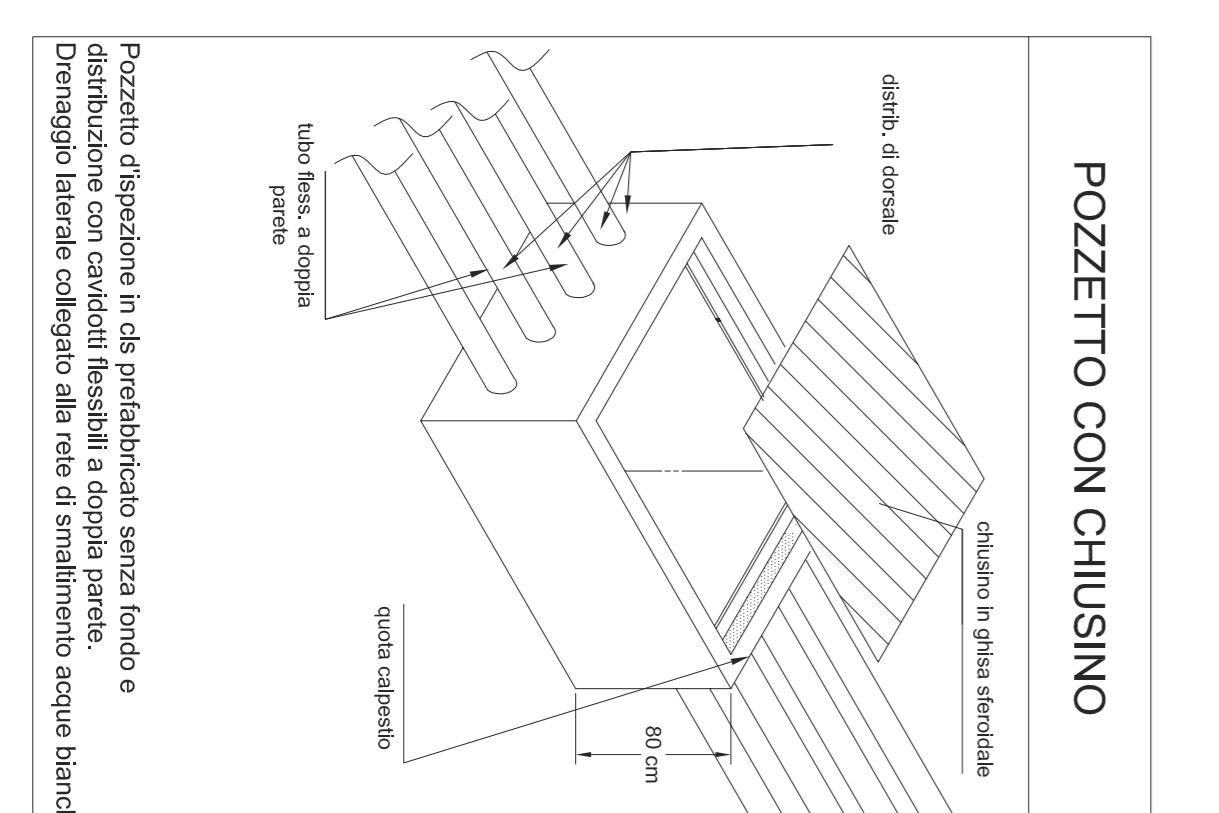 POZZETTO CON CHIUSINO
distrib. di dorsale
chiusino in ghisa sferoidale
tubo fless. a doppia
parete
quota calpestio
80 cm
Pozzetto d'ispezione in cls prefabbricato senza fondo e
distribuzione con cavidotti flessibili a doppia parete.
Drenaggio laterale collegato alla rete di smaltimento acque